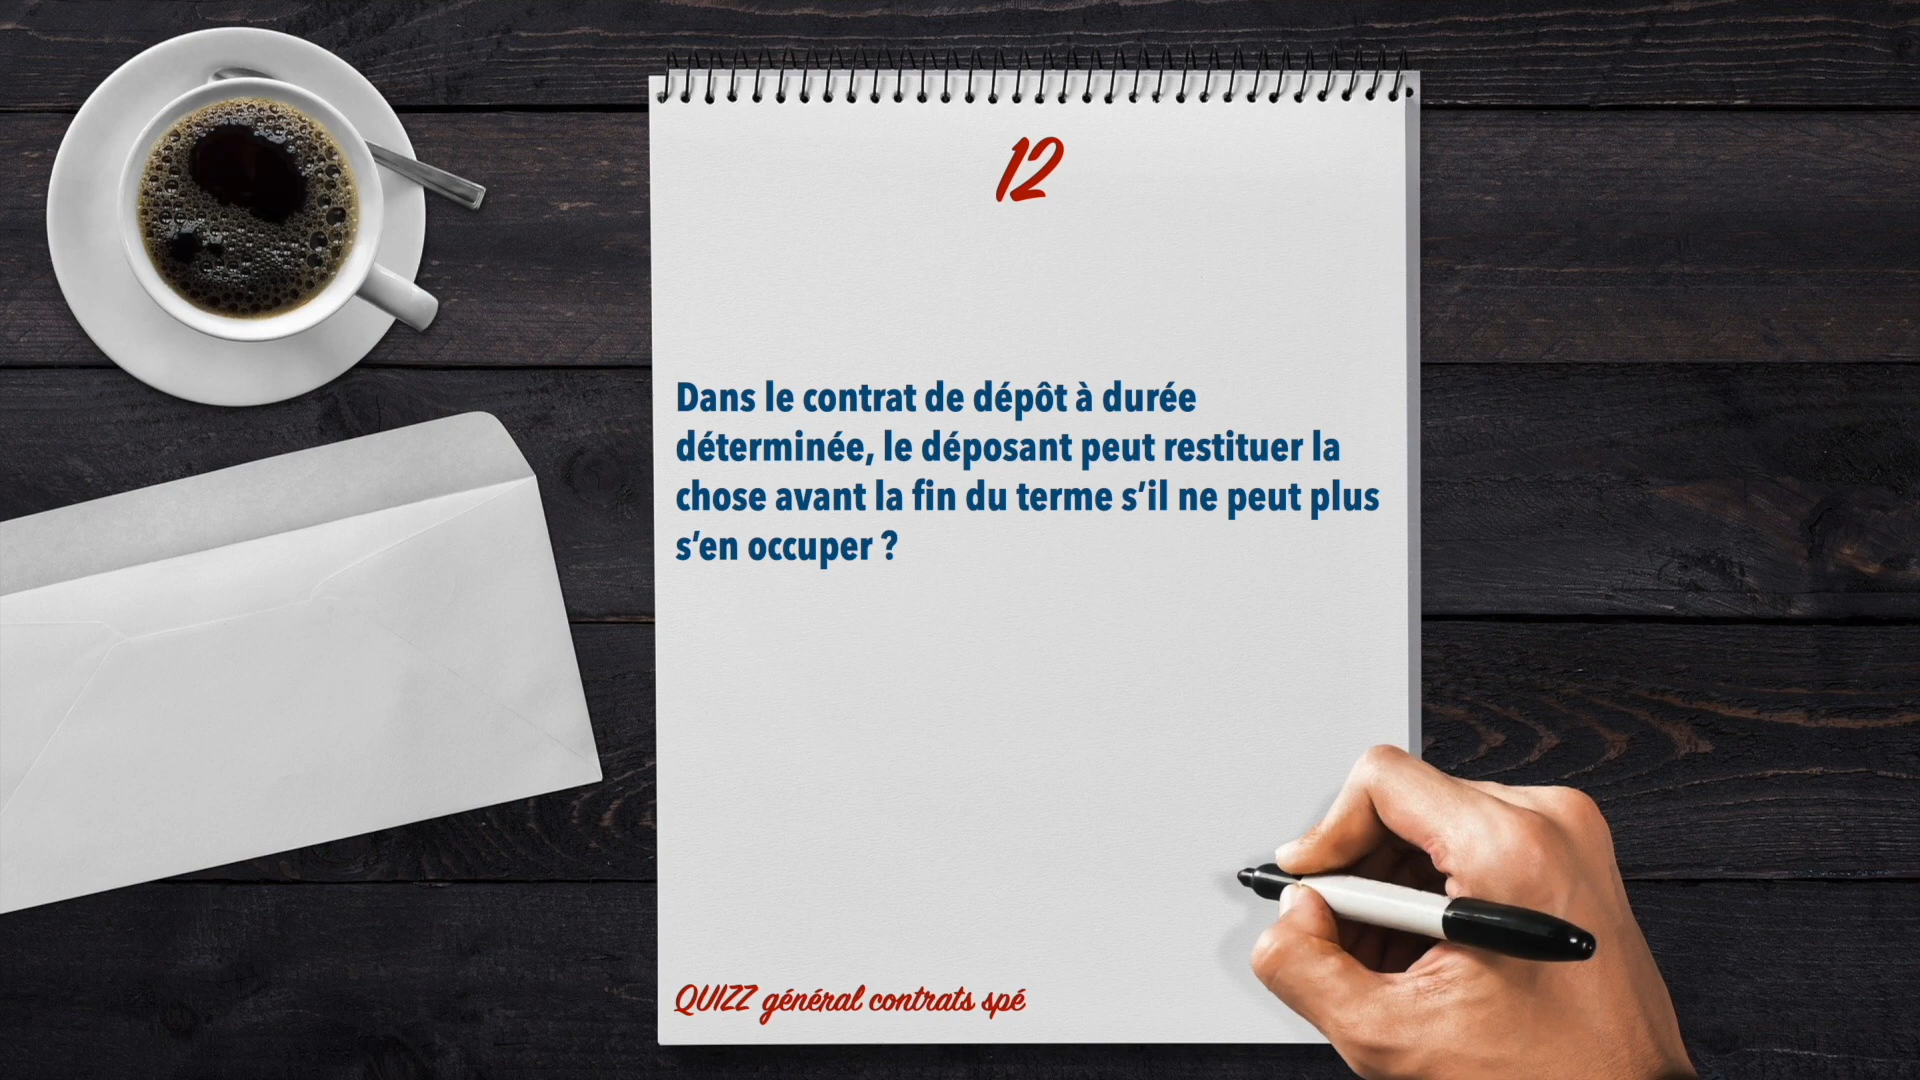 12
Dans le contrat de dépôt à durée
déterminée, le déposant peut restituer la
chose avant la fin du terme s’il ne peut plus
s’en occuper ?
QUIZZ général contrats spé